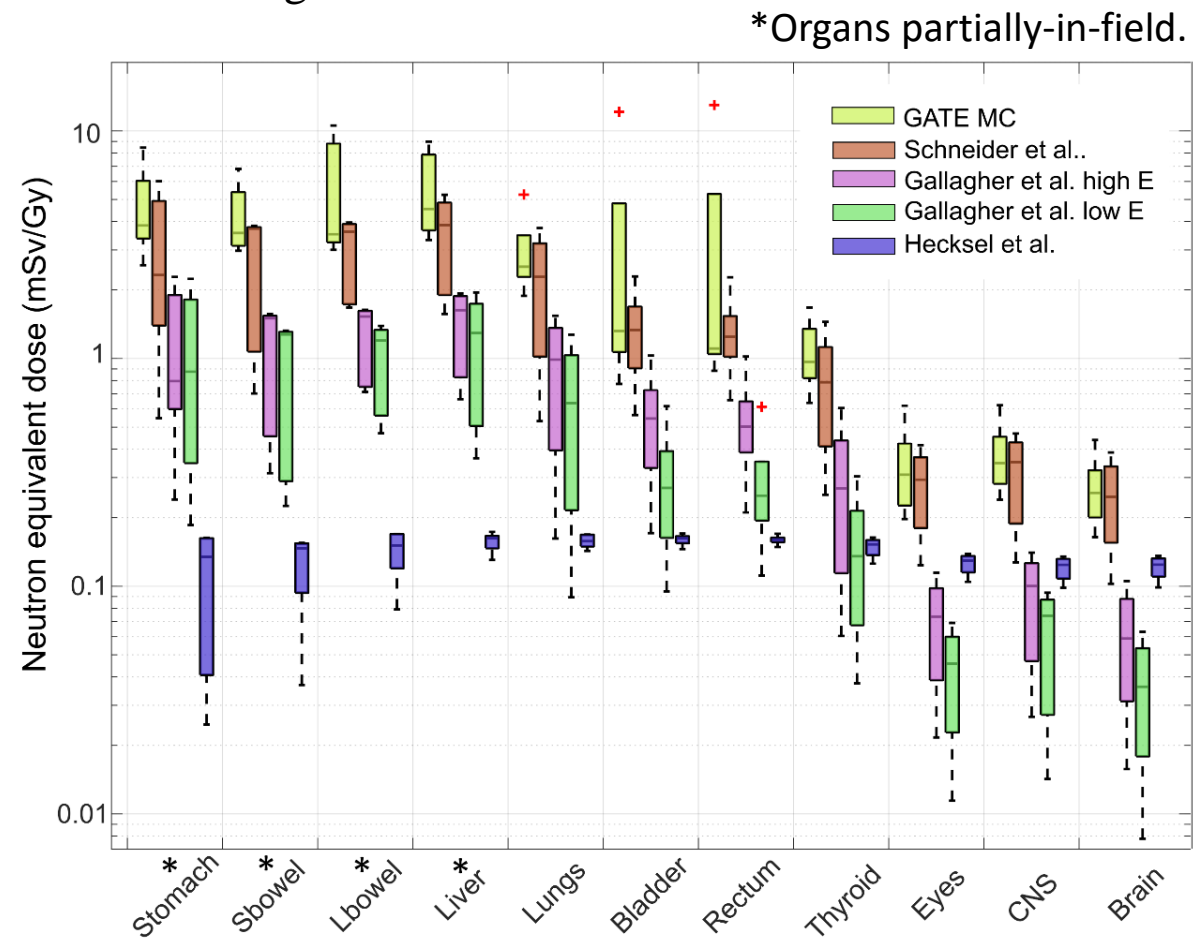 *Organs partially-in-field.
GATE MC
Schneider et al..
Gallagher et al. high E
Gallagher et al. low E
Hecksel et al.
Neutron equivalent dose (mSv/Gy)
10
1
0.1
0.01
* * * *
Stomach
Sbowel
Lbowel
Liver
Lungs
Bladder
Rectum
Thyroid
Eyes
CNS
Brain